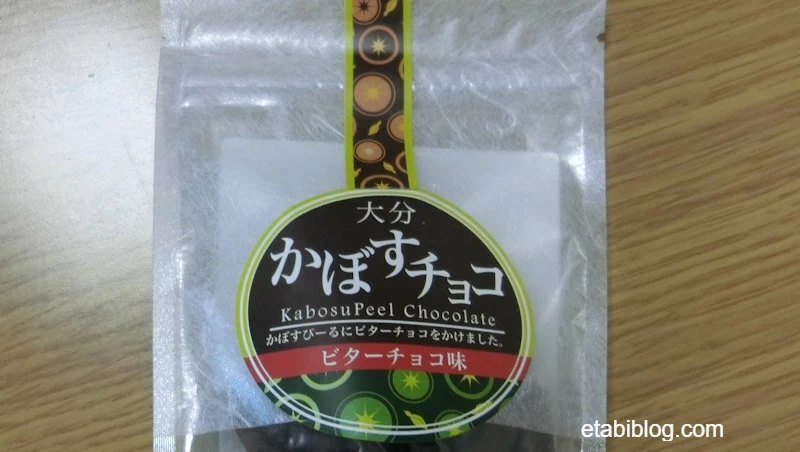 大分
かぼすチョコ
KabosuPeel Chocolate
かぼすぴーるにビターチョコをかけました。
ビターチョコ味
etabiblog.com